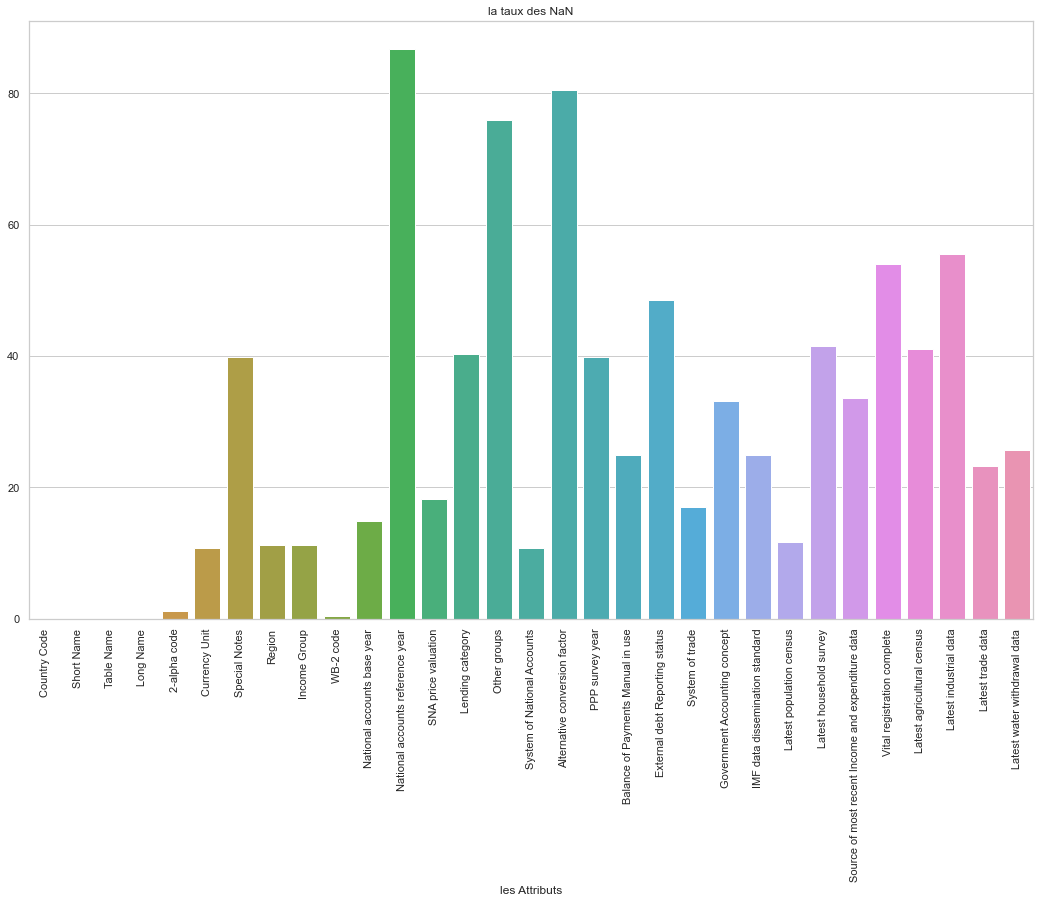 la taux des NaN
80
60
40
20
0
Country Code
Short Name
Table Name
Long Name
2-alpha code
Currency Unit
Special Notes
Region
Income Group
WB-2 code
National accounts base year
National accounts reference year
SNA price valuation
Lending category
Other groups
System of National Accounts
Alternative conversion factor
PPP survey year
Balance of Payments Manual in use
External debt Reporting status
System of trade
Government Accounting concept
IMF data dissemination standard
Latest population census
Latest household survey
Source of most recent Income and expenditure data
Vital registration complete
Latest agricultural census
Latest industrial data
Latest trade data
Latest water withdrawal data
les Attributs